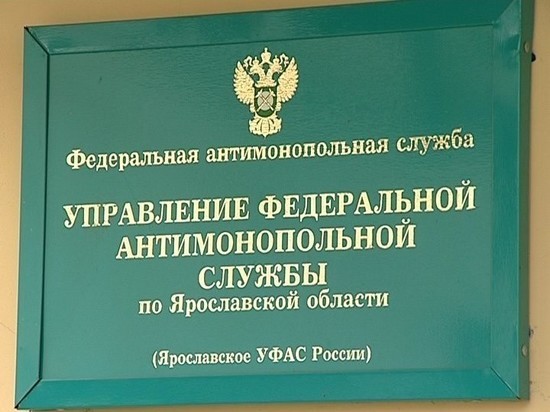 Федеральная антимонопольная служба
УПРАВЛЕНИЕ ФЕДЕРАЛЬНОЙ
АНТИМОНОПОЛЬНОЙ
СЛУЖБЫ
по Ярославской области
(Ярославское УФАС России)